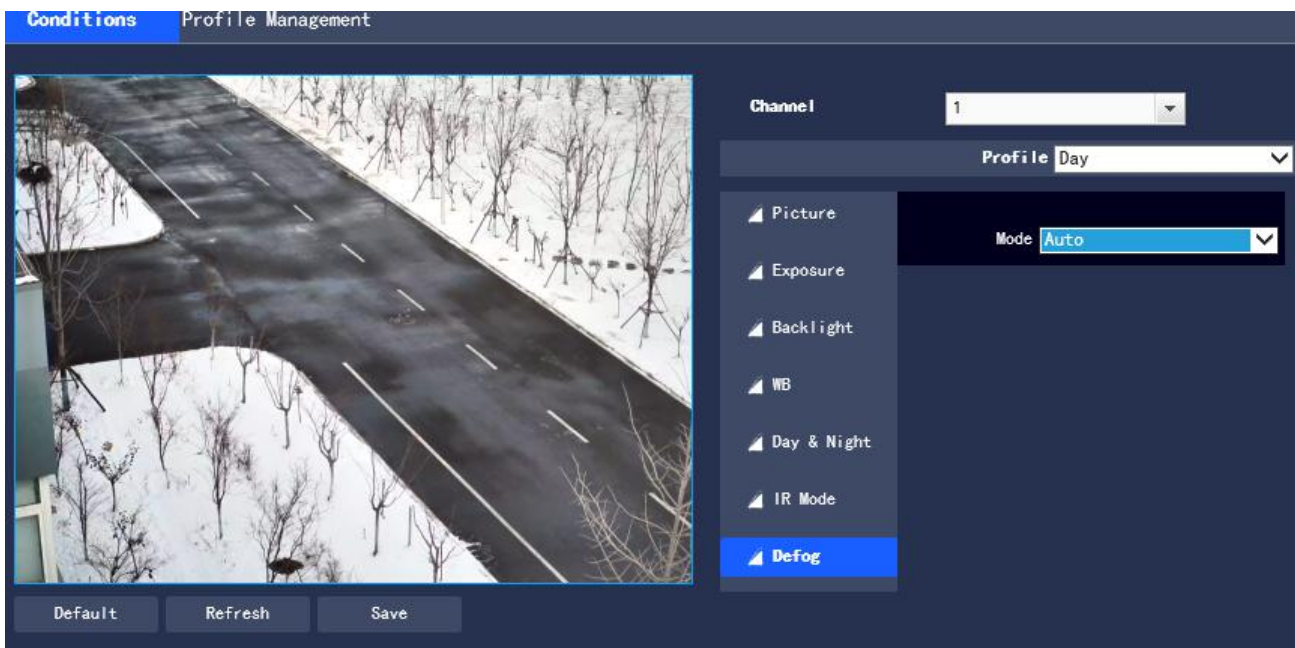 Conditions Profile Management
Channel 1
Profile Day
Picture
Mode Auto
Exposure
Backlight
WB
Day & Night
IR Mode
Defog
Default Refresh Save